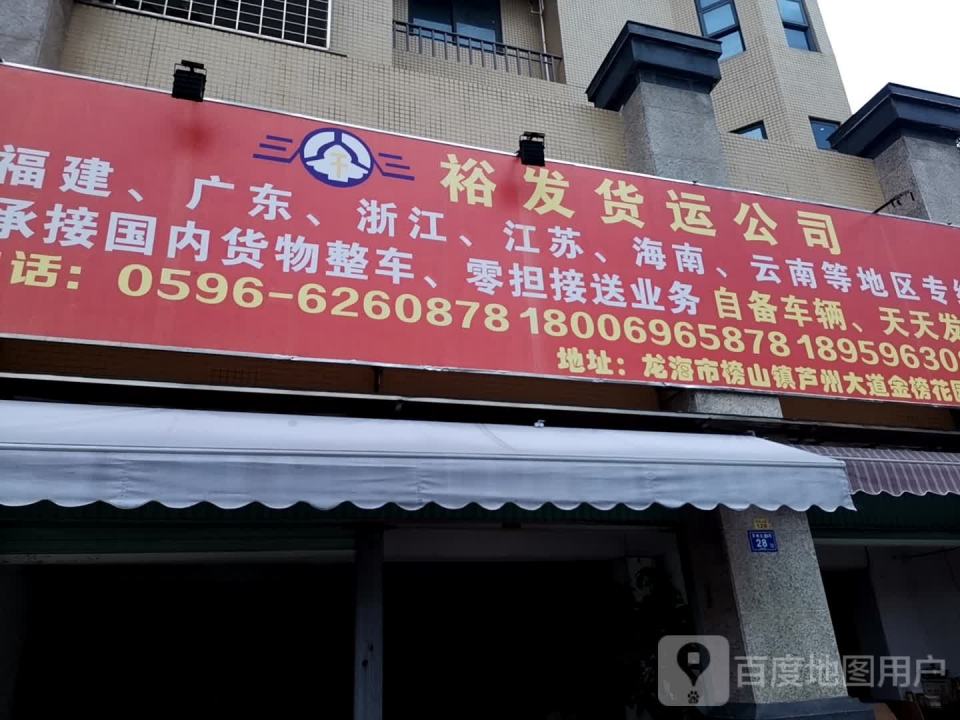 裕发货运公司
福建、广东、浙江、江苏、海南、云南等地区专线
承接国内货物整车、零担接送业务 自备车辆、天天发
话：0596-6260878 18006965878 18959630
地址：龙海市榜山镇芦州大道金榜花园
28
百度地图用户